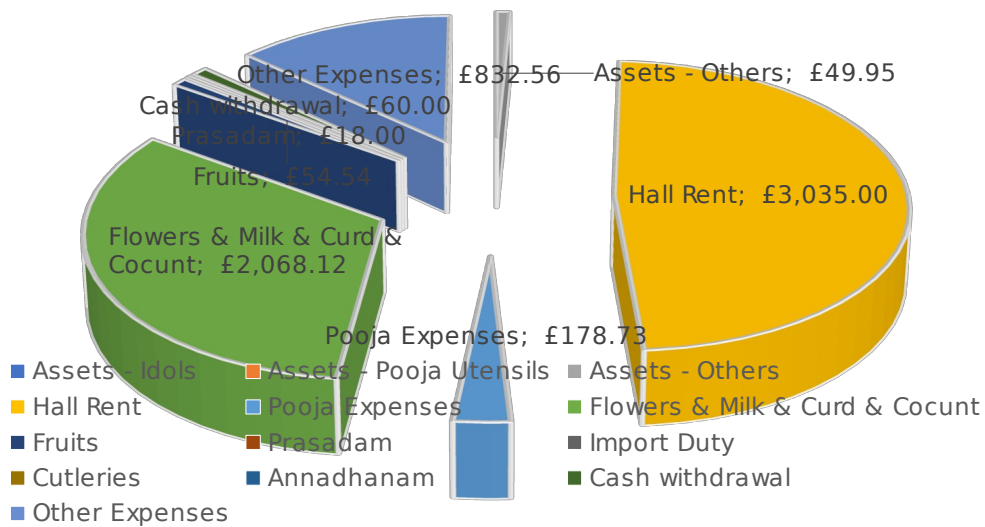 Other Expenses;  £832.56
Assets - Others;  £49.95
Cash withdrawal;  £60.00
Prasadam;  £18.00
Fruits;  £54.54
Hall Rent;  £3,035.00
Flowers & Milk & Curd &
Cocunt;  £2,068.12
Pooja Expenses;  £178.73
Assets - Idols
Assets - Pooja Utensils
Assets - Others
Hall Rent
Pooja Expenses
Flowers & Milk & Curd & Cocunt
Fruits
Prasadam
Import Duty
Cutleries
Annadhanam
Cash withdrawal
Other Expenses